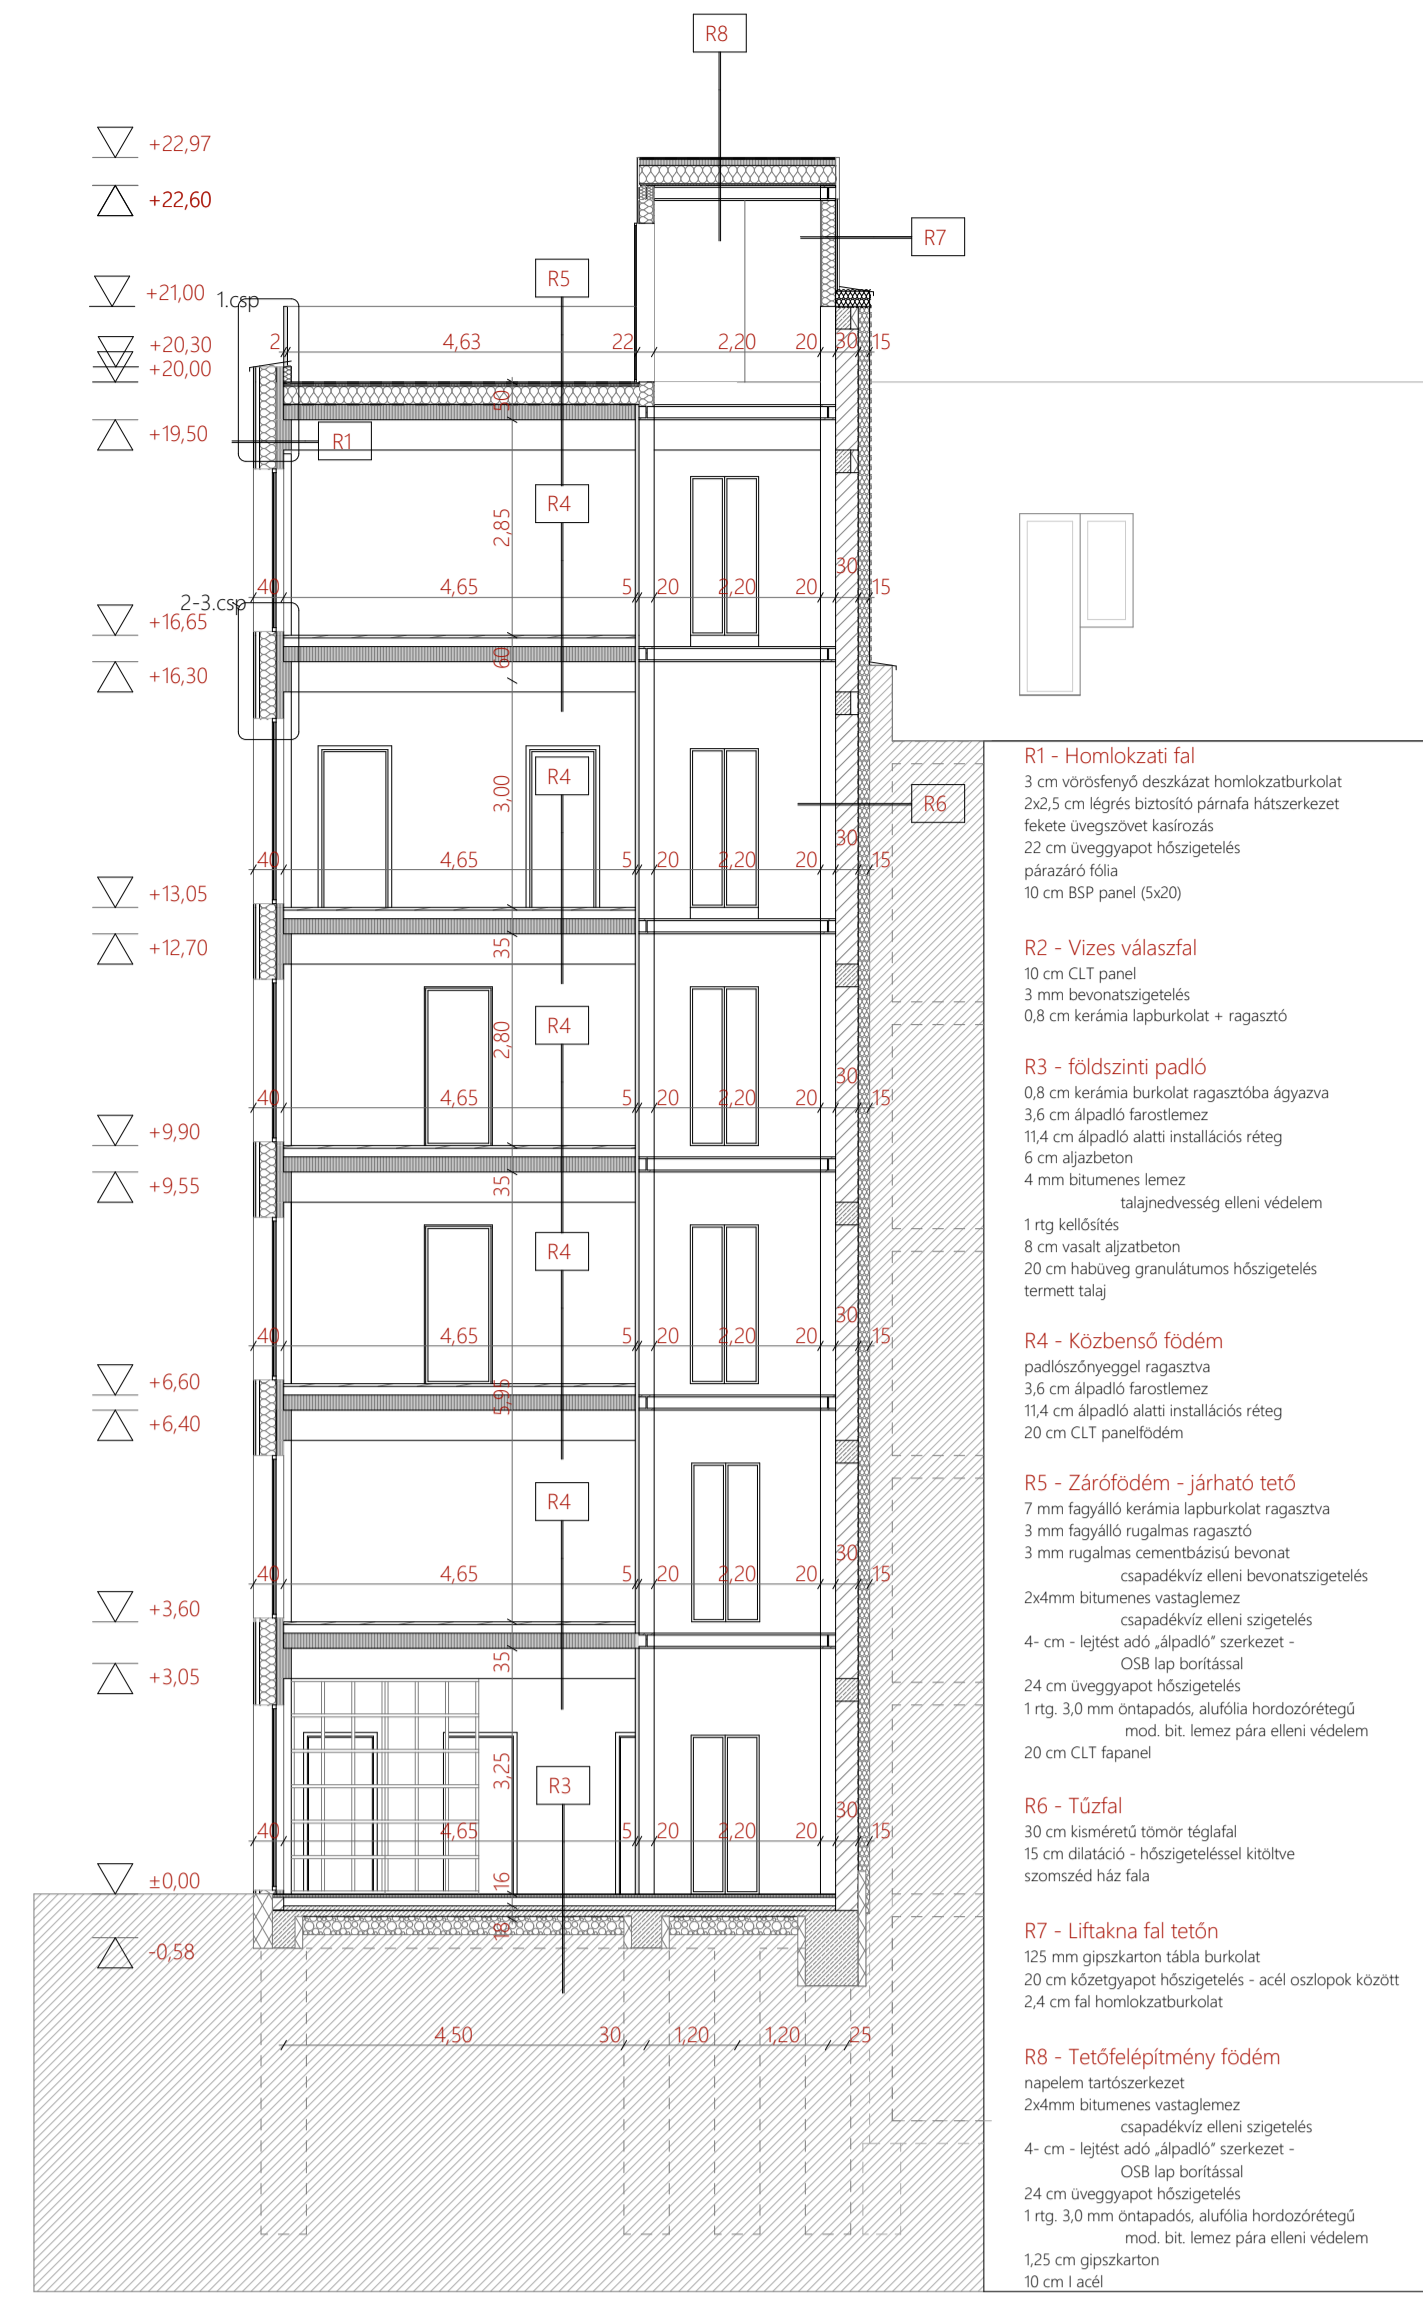 R8
+22,97
+22,60
R7
R5
+21,00
1.csp
+20,30
+20,00
2
4,63
22
2,20
20
30
15
50
+19,50
R1
R4
2,85
30
40
4,65
5
20
2,20
20
15
2-3.csp
+16,65
60
+16,30
R4
3,00
R6
30
40
4,65
5
20
2,20
20
15
+13,05
+12,70
35
R4
2,80
30
40
4,65
5
20
2,20
20
15
+9,90
+9,55
35
R4
30
40
4,65
5
20
2,20
20
15
+6,60
5,95
+6,40
R4
30
40
4,65
5
20
2,20
20
15
+3,60
+3,05
35
3,25
R3
30
40
4,65
5
20
2,20
20
15
±0,00
16
18
-0,58
4,50
30
1,20
1,20
25
R1 - Homlokzati fal
3 cm vörösfenyő deszkázat homlokzatburkolat
2x2,5 cm légrés biztosító párnafa hátszerkezet
fekete üvegszövet kasírozás
22 cm üveggyapot hőszigetelés
párazáró fólia
10 cm BSP panel (5x20)
R2 - Vizes válaszfal
10 cm CLT panel
3 mm bevonatszigetelés
0,8 cm kerámia lapburkolat + ragasztó
R3 - földszinti padló
0,8 cm kerámia burkolat ragasztóba ágyazva
3,6 cm álpadló farostlemez
11,4 cm álpadló alatti installációs réteg
6 cm aljazbeton
4 mm bitumenes lemez
talajnedvesség elleni védelem
1 rtg kellősítés
8 cm vasalt aljzatbeton
20 cm habüveg granulátumos hőszigetelés
termett talaj
R4 - Közbenső födém
padlószőnyeggel ragasztva
3,6 cm álpadló farostlemez
11,4 cm álpadló alatti installációs réteg
20 cm CLT panelfödém
R5 - Zárófödém - járható tető
7 mm fagyálló kerámia lapburkolat ragasztva
3 mm fagyálló rugalmas ragasztó
3 mm rugalmas cementbázisú bevonat
csapadékvíz elleni bevonatszigetelés
2x4mm bitumenes vastaglemez
csapadékvíz elleni szigetelés
4- cm - lejtést adó „álpadló" szerkezet -
OSB lap borítással
24 cm üveggyapot hőszigetelés
1 rtg. 3,0 mm öntapadós, alufólia hordozórétegű
mod. bit. lemez pára elleni védelem
20 cm CLT fapanel
R6 - Tűzfal
30 cm kisméretű tömör téglafal
15 cm dilatáció - hőszigeteléssel kitöltve
szomszéd ház fala
R7 - Liftakna fal tetőn
125 mm gipszkarton tábla burkolat
20 cm kőzetgyapot hőszigetelés - acél oszlopok között
2,4 cm fal homlokzatburkolat
R8 - Tetőfelépítmény födém
napelem tartószerkezet
2x4mm bitumenes vastaglemez
csapadékvíz elleni szigetelés
4- cm - lejtést adó „álpadló" szerkezet -
OSB lap borítással
24 cm üveggyapot hőszigetelés
1 rtg. 3,0 mm öntapadós, alufólia hordozórétegű
mod. bit. lemez pára elleni védelem
1,25 cm gipszkarton
10 cm I acél